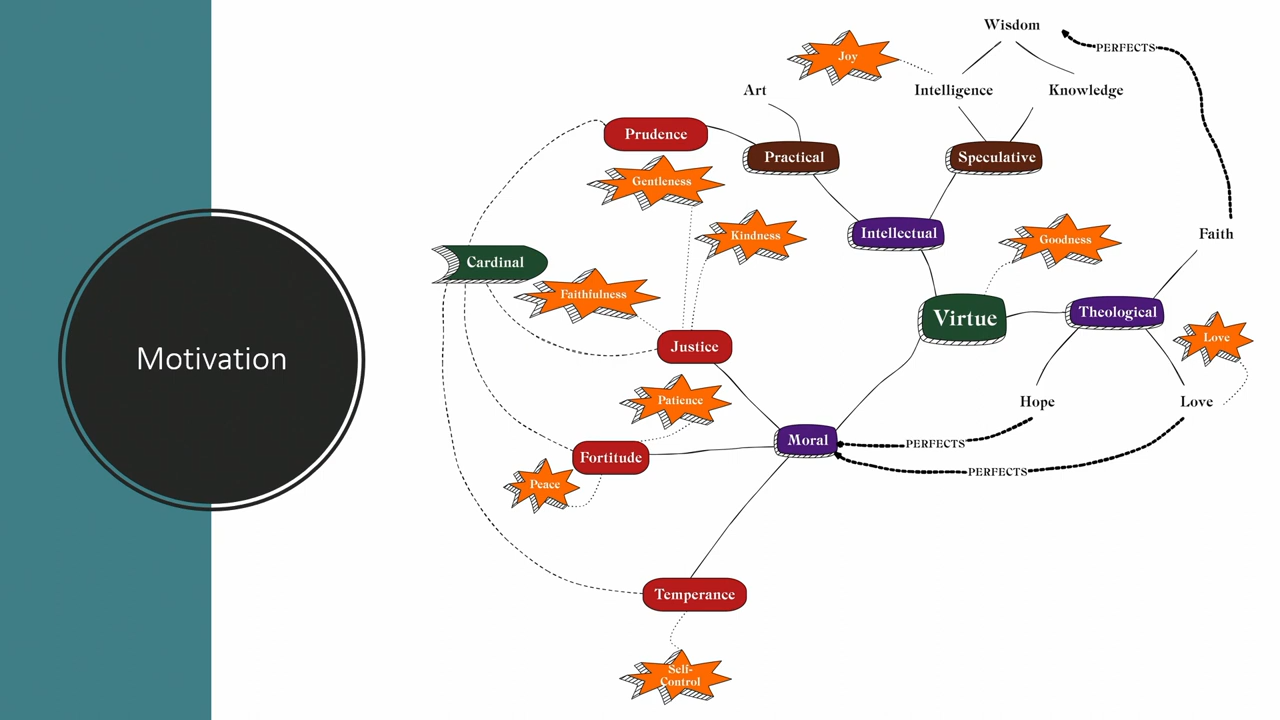 Motivation
Wisdom
PERFECTS
Joy
Art
Intelligence
Knowledge
Prudence
Practical
Speculative
Gentleness
Kindness
Intellectual
Goodness
Faith
Cardinal
Faithfulness
Virtue
Theological
Justice
Love
Patience
Hope
Love
Moral
PERFECTS
Fortitude
PERFECTS
Peace
Temperance
Self-
Control